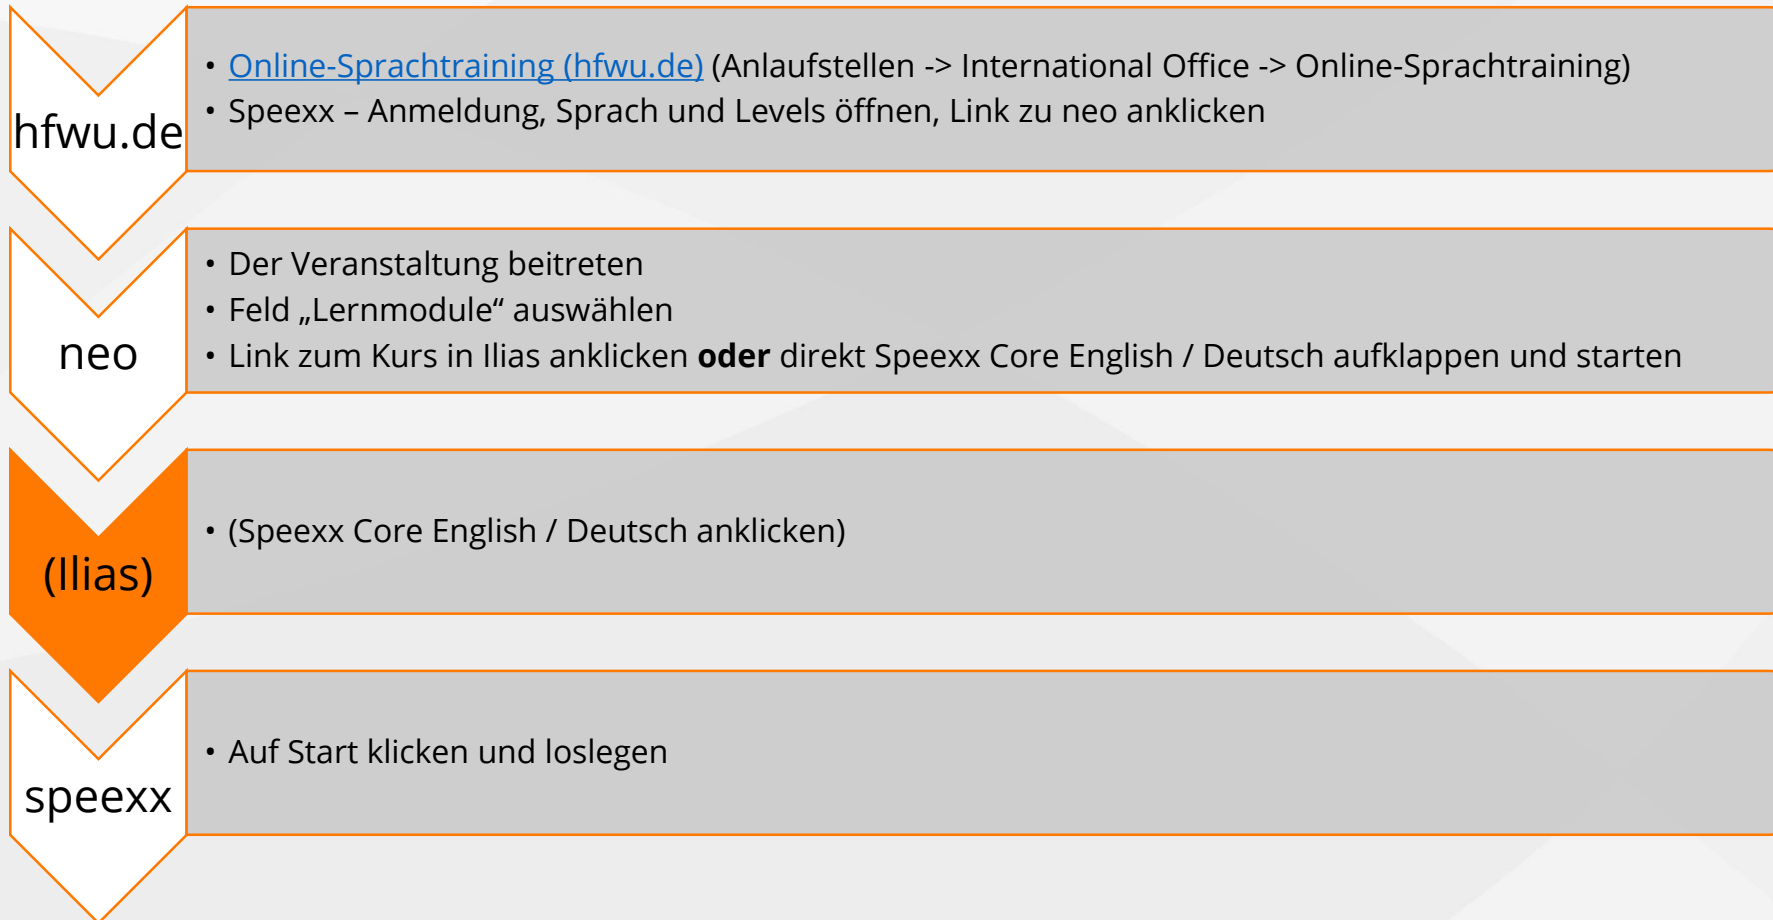 hfwu.de
• Online-Sprachtraining (hfwu.de) (Anlaufstellen -> International Office -> Online-Sprachtraining)
• Speexx – Anmeldung, Sprach und Levels öffnen, Link zu neo anklicken
neo
• Der Veranstaltung beitreten
• Feld „Lernmodule“ auswählen
• Link zum Kurs in Ilias anklicken oder direkt Speexx Core English / Deutsch aufklappen und starten
(Ilias)
• (Speexx Core English / Deutsch anklicken)
speexx
• Auf Start klicken und loslegen